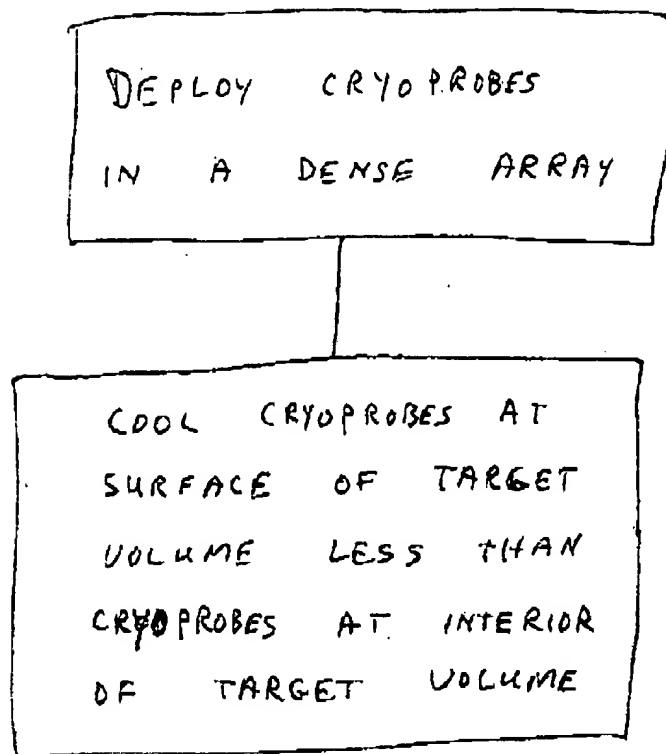 DEPLOY CRYOPROBES
IN A DENSE ARRAY
COOL CRYOPROBES AT
SURFACE OF TARGET
VOLUME LESS THAN
CRYOPROBES AT INTERIOR
OF TARGET VOLUME